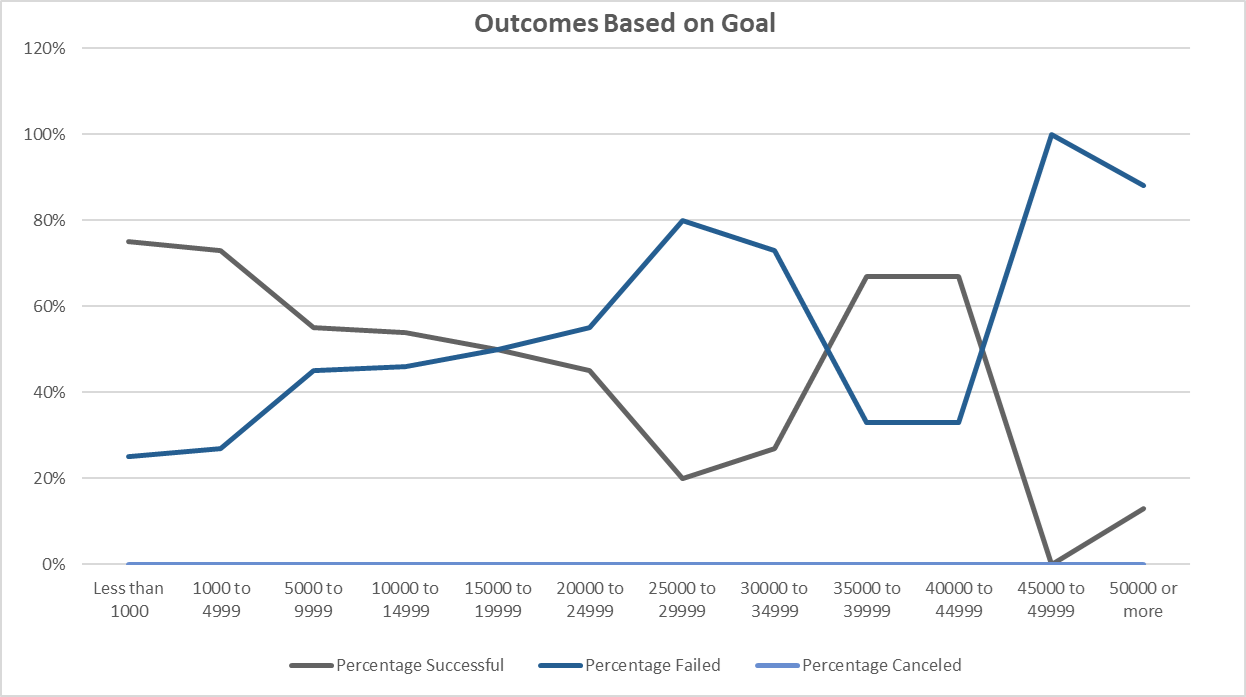 Outcomes Based on Goal
120%
100%
80%
60%
40%
20%
0%
Less than
1000
1000 to
4999
5000 to
9999
10000 to
14999
15000 to
19999
20000 to
24999
25000 to
29999
30000 to
34999
35000 to
39999
40000 to
44999
45000 to
49999
50000 or
more
Percentage Successful
Percentage Failed
Percentage Canceled